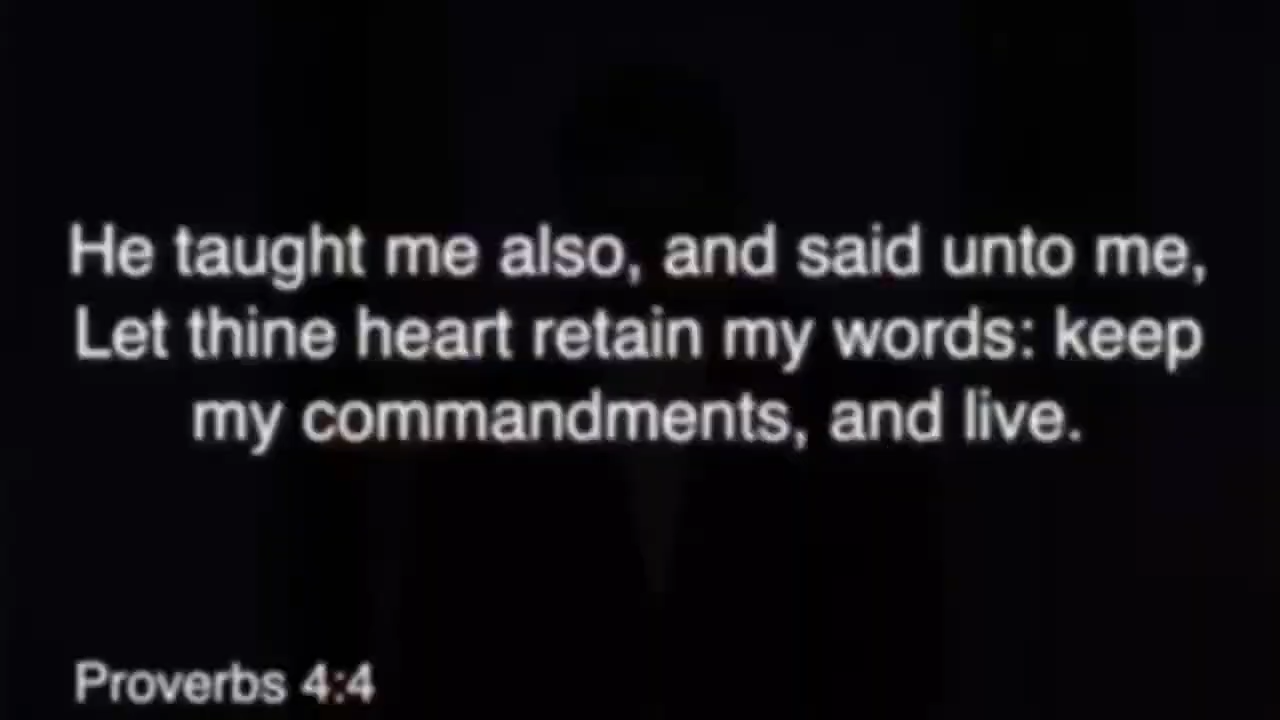 He taught me also, and said unto me,
Let thine heart retain my words: keep
my commandments, and live.
Proverbs 4:4